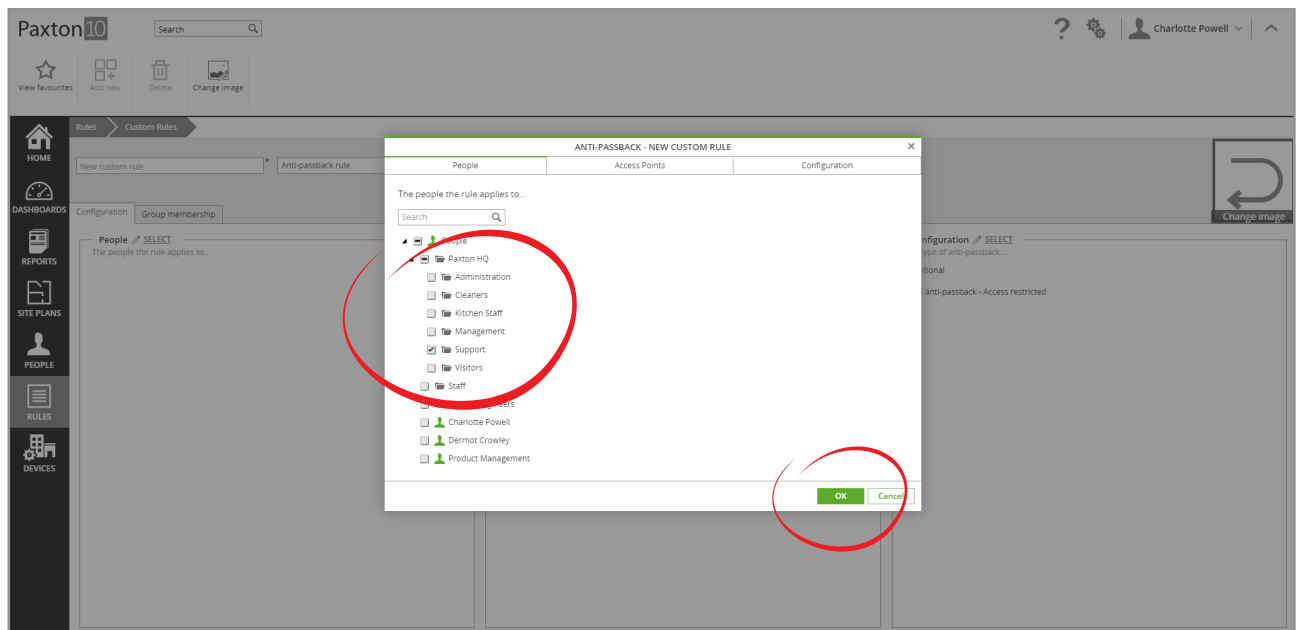 Paxton10
Search
Charlotte Powell
View favourites
Add new
Delete
Change image
Rules
Custom Rules
HOME
DASHBOARDS
REPORTS
SITE PLANS
PEOPLE
RULES
DEVICES
New custom rule
*
Anti-passback rule
Change image
Configuration
Group membership
People SELECT
The people the rule applies to...
nfiguration SELECT
ype of anti-passback...
itional
anti-passback - Access restricted
ANTI-PASSBACK - NEW CUSTOM RULE
People
Access Points
Configuration
The people the rule applies to...
Search
People
Paxton HQ
Administration
Cleaners
Kitchen Staff
Management
Support
Visitors
Staff
Charlotte Powell
Dermot Crowley
Product Management
OK
Cancel